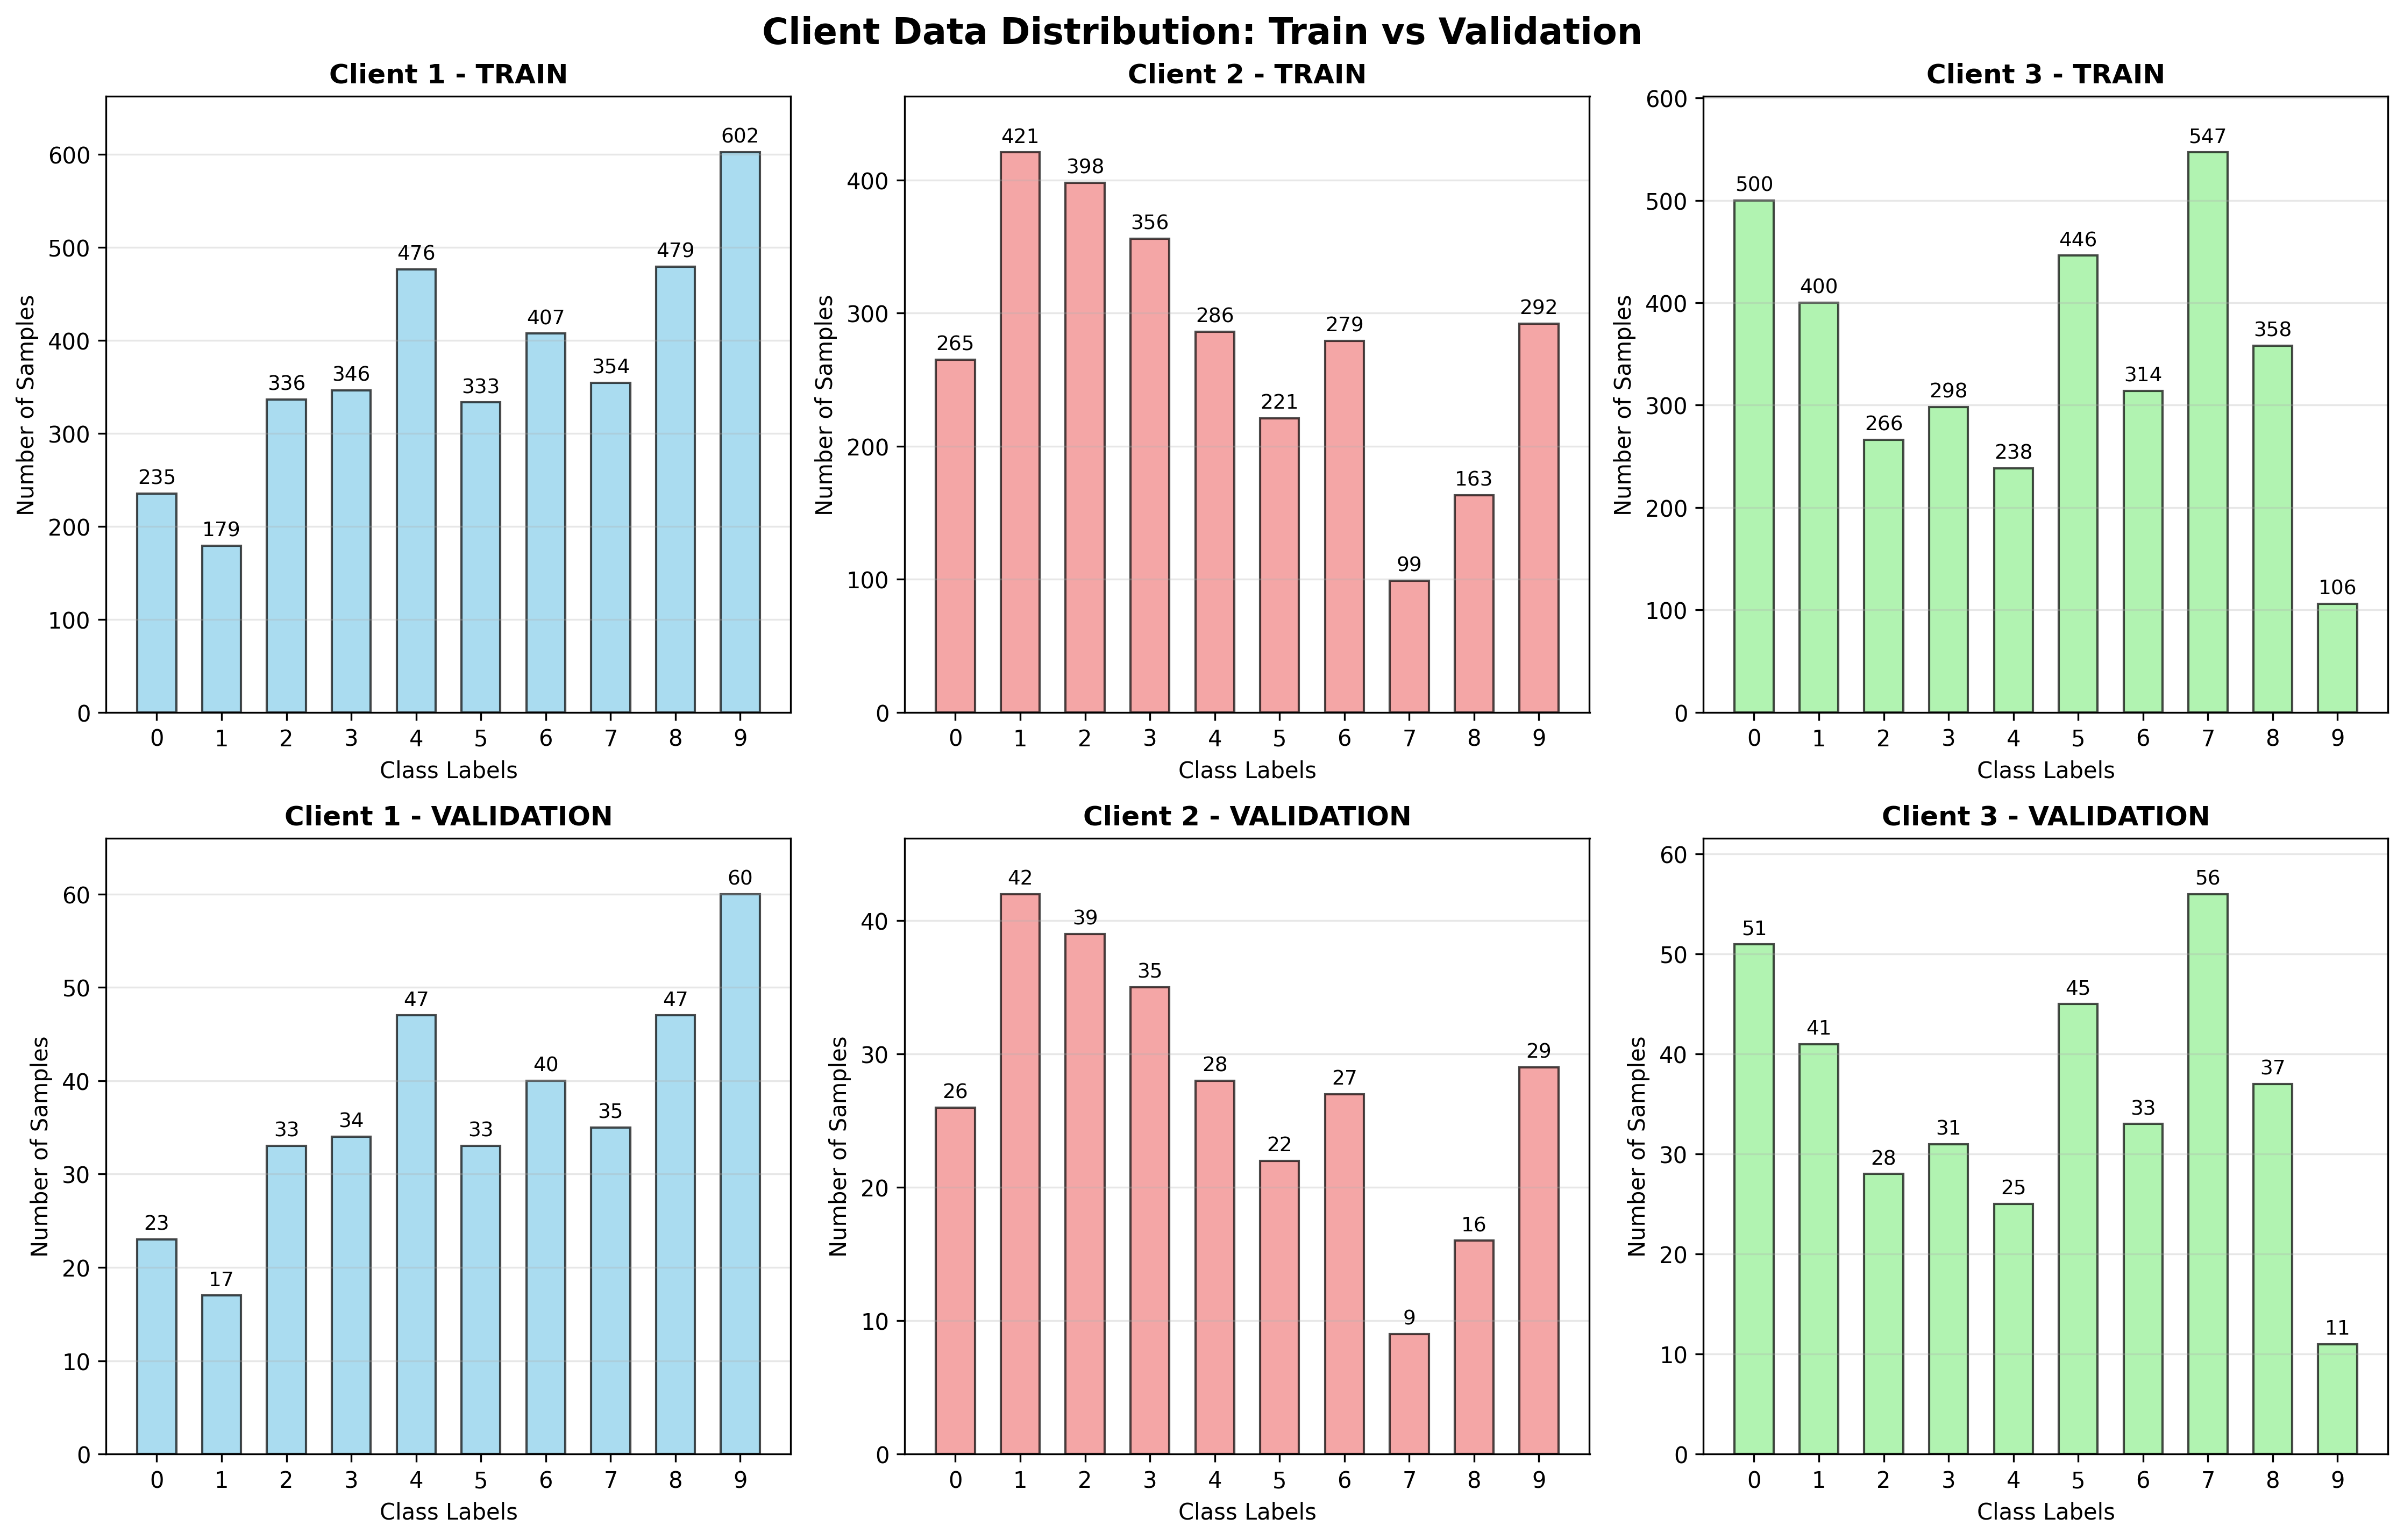 Client Data Distribution: Train vs Validation
Client 1 - TRAIN
Number of Samples
600
500
400
300
200
100
0
235 179 336 346 476 333 407 354 479 602
0 1 2 3 4 5 6 7 8 9
Class Labels
Client 2 - TRAIN
Number of Samples
400
300
200
100
0
265 421 398 356 286 221 279 99 163 292
0 1 2 3 4 5 6 7 8 9
Class Labels
Client 3 - TRAIN
Number of Samples
600
500
400
300
200
100
0
500 400 266 298 238 446 314 547 358 106
0 1 2 3 4 5 6 7 8 9
Class Labels
Client 1 - VALIDATION
Number of Samples
60
50
40
30
20
10
0
23 17 33 34 47 33 40 35 47 60
0 1 2 3 4 5 6 7 8 9
Class Labels
Client 2 - VALIDATION
Number of Samples
40
30
20
10
0
26 42 39 35 28 22 27 9 16 29
0 1 2 3 4 5 6 7 8 9
Class Labels
Client 3 - VALIDATION
Number of Samples
60
50
40
30
20
10
0
51 41 28 31 25 45 33 56 37 11
0 1 2 3 4 5 6 7 8 9
Class Labels